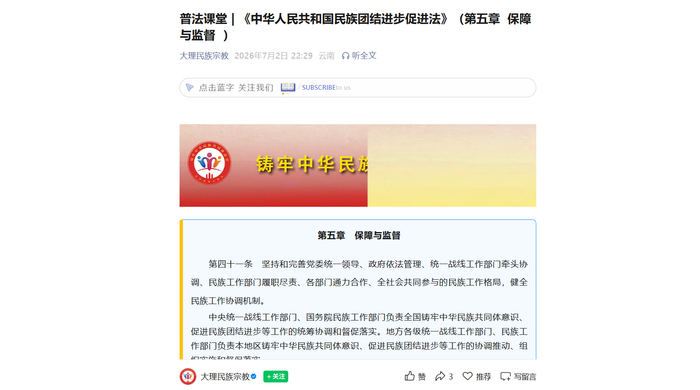 普法课堂 | 《中华人民共和国民族团结进步促进法》（第五章 保障
与监督 ）
大理民族宗教 2026年7月2日 22:29 云南 听全文
点击蓝字 关注我们 SUBSCRIBE to us
铸牢中华民族
第五章 保障与监督
第四十一条 坚持和完善党委统一领导、政府依法管理、统一战线工作部门牵头协
调、民族工作部门履职尽责、各部门通力合作、全社会共同参与的民族工作格局，健全
民族工作协调机制。
中央统一战线工作部门、国务院民族工作部门负责全国铸牢中华民族共同体意识、
促进民族团结进步等工作的统筹协调和督促落实。地方各级统一战线工作部门、民族工
作部门负责本地区铸牢中华民族共同体意识、促进民族团结进步等工作的协调推动、组
织实施和督促落实。
大理民族宗教 +关注 赞 3 推荐 写留言